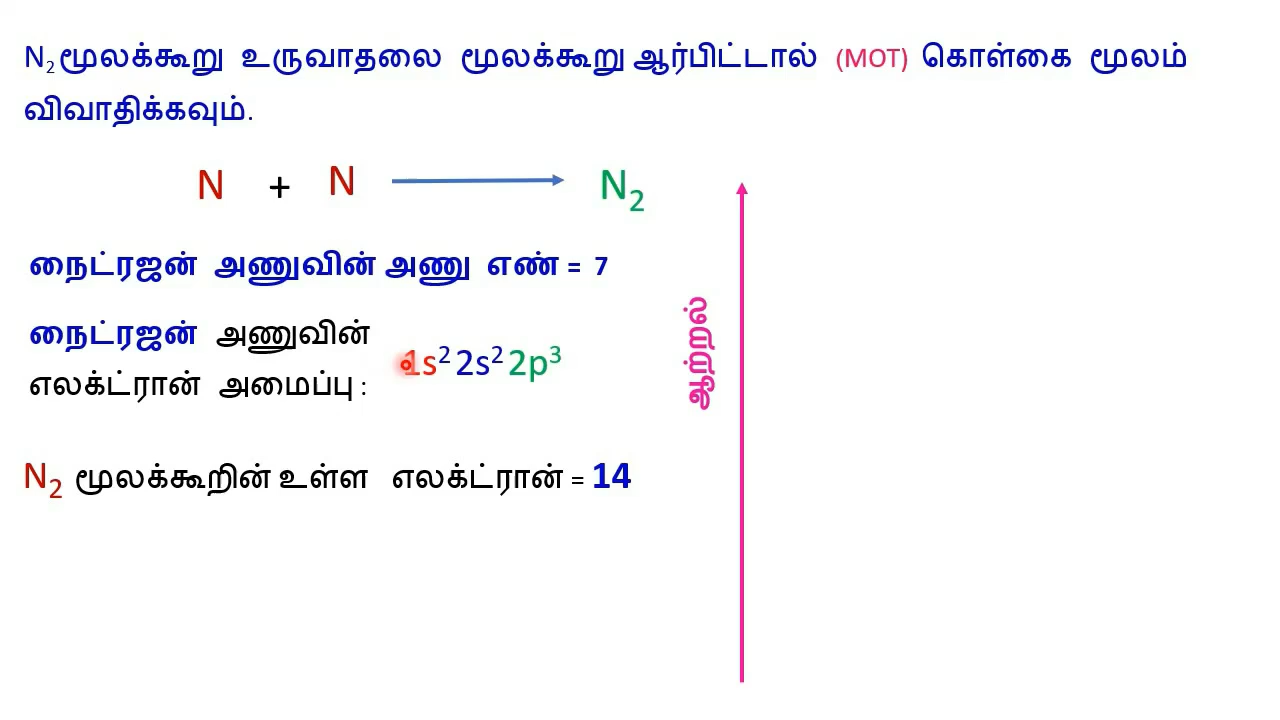 N₂ மூலக்கூறு உருவாதலை மூலக்கூறு ஆர்பிட்டால் (MOT) கொள்கை மூலம்
விவாதிக்கவும்.
N + N N₂
நைட்ரஜன் அணுவின் அணு எண் = 7
நைட்ரஜன் அணுவின்
எலக்ட்ரான் அமைப்பு : 1s² 2s² 2p³
N₂ மூலக்கூறின் உள்ள எலக்ட்ரான் = 14
ஆற்றல்